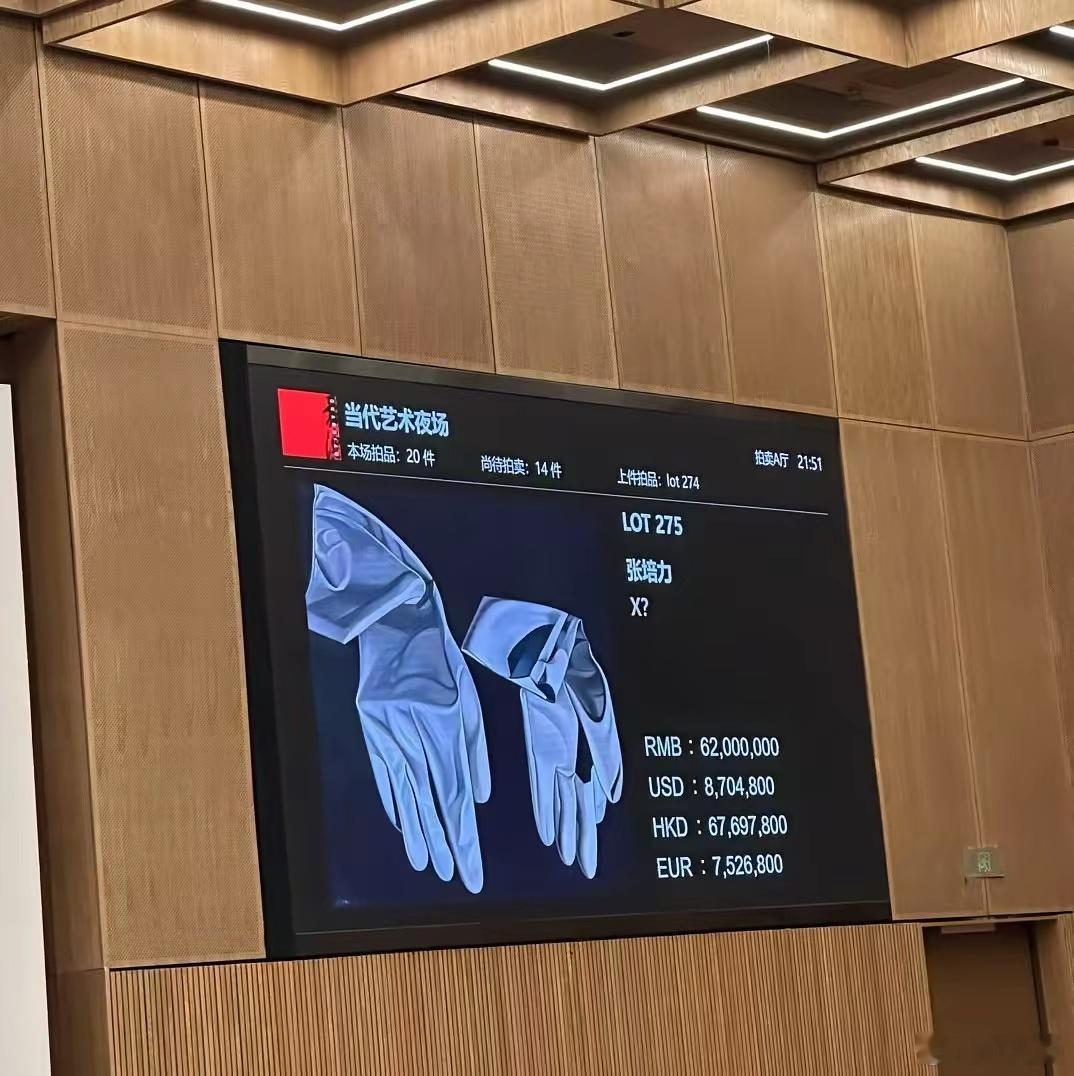 当代艺术夜场
本场拍品：20 件 尚待拍卖：14 件 上件拍品：lot 274 拍卖A厅 21:51
LOT 275
张培力
X?
RMB：62,000,000
USD：8,704,800
HKD：67,697,800
EUR：7,526,800